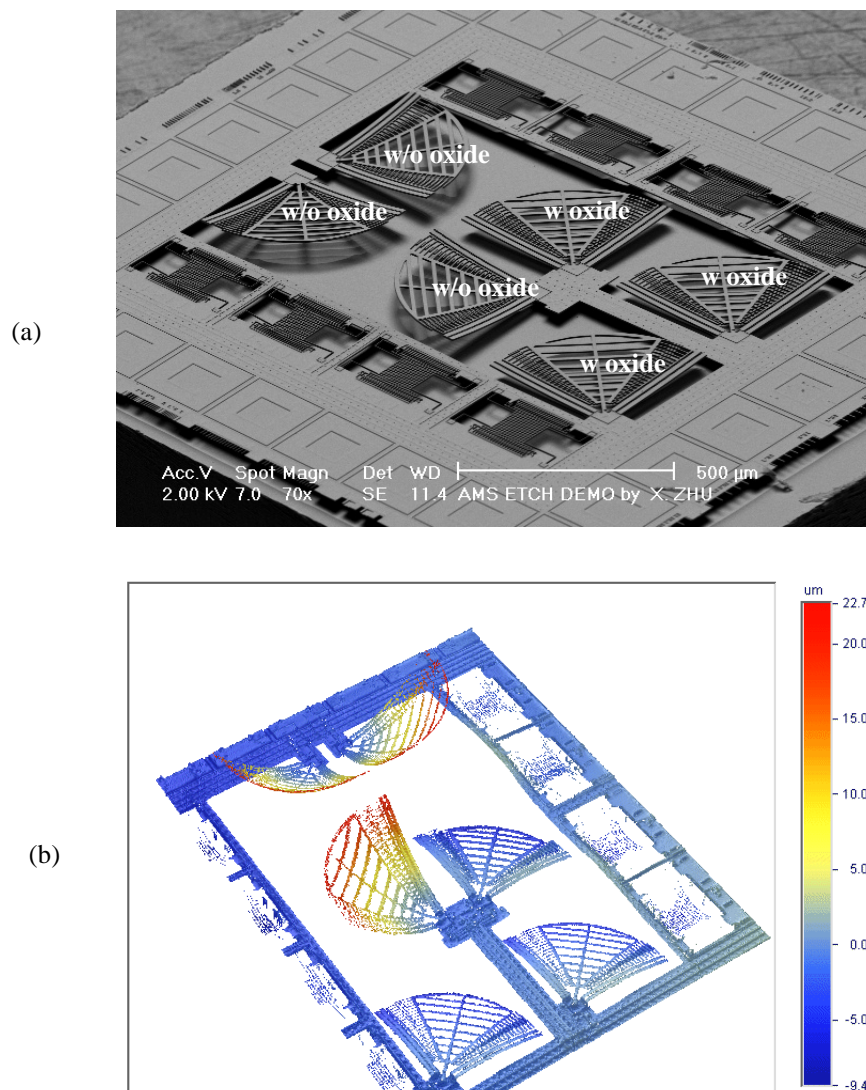 w/o oxide
w/o oxide
w oxide
w/o oxide
w oxide
w oxide
(a)
Acc.V Spot Magn Det WD 500 µm
2.00 kV 7.0 70x SE 11.4 AMS ETCH DEMO by X. ZHU
um
22.7
20.0
15.0
10.0
(b)
5.0
0.0
-5.0